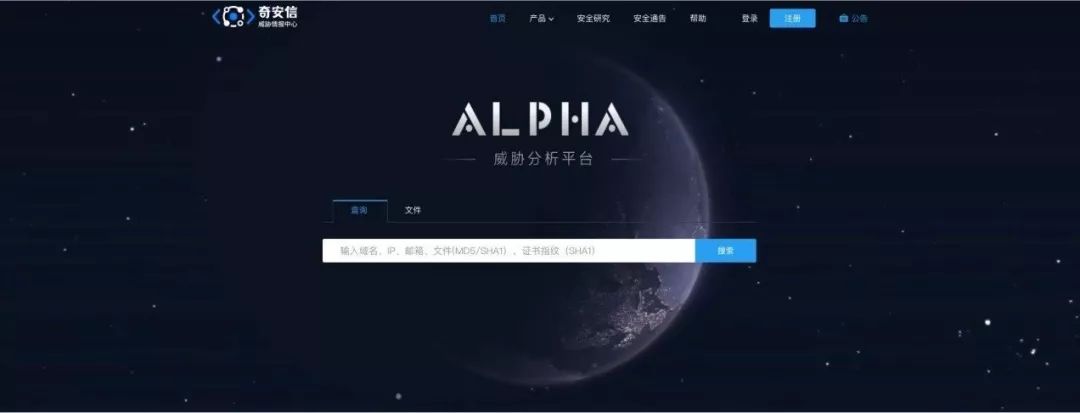 奇安信
威胁情报中心
首页 产品 安全研究 安全通告 帮助 登录 注册 公告
ALPHA
威胁分析平台
查询 文件
输入域名、IP、邮箱、文件(MD5/SHA1) 、证书指纹（SHA1） 搜索